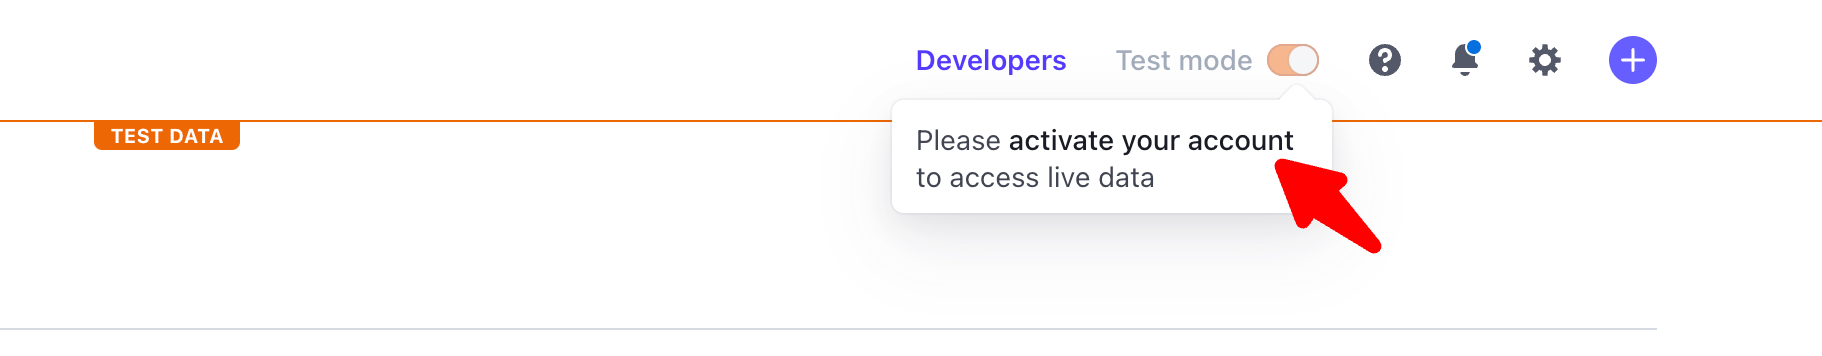 Developers
Test mode
TEST DATA
Please activate your account
to access live data